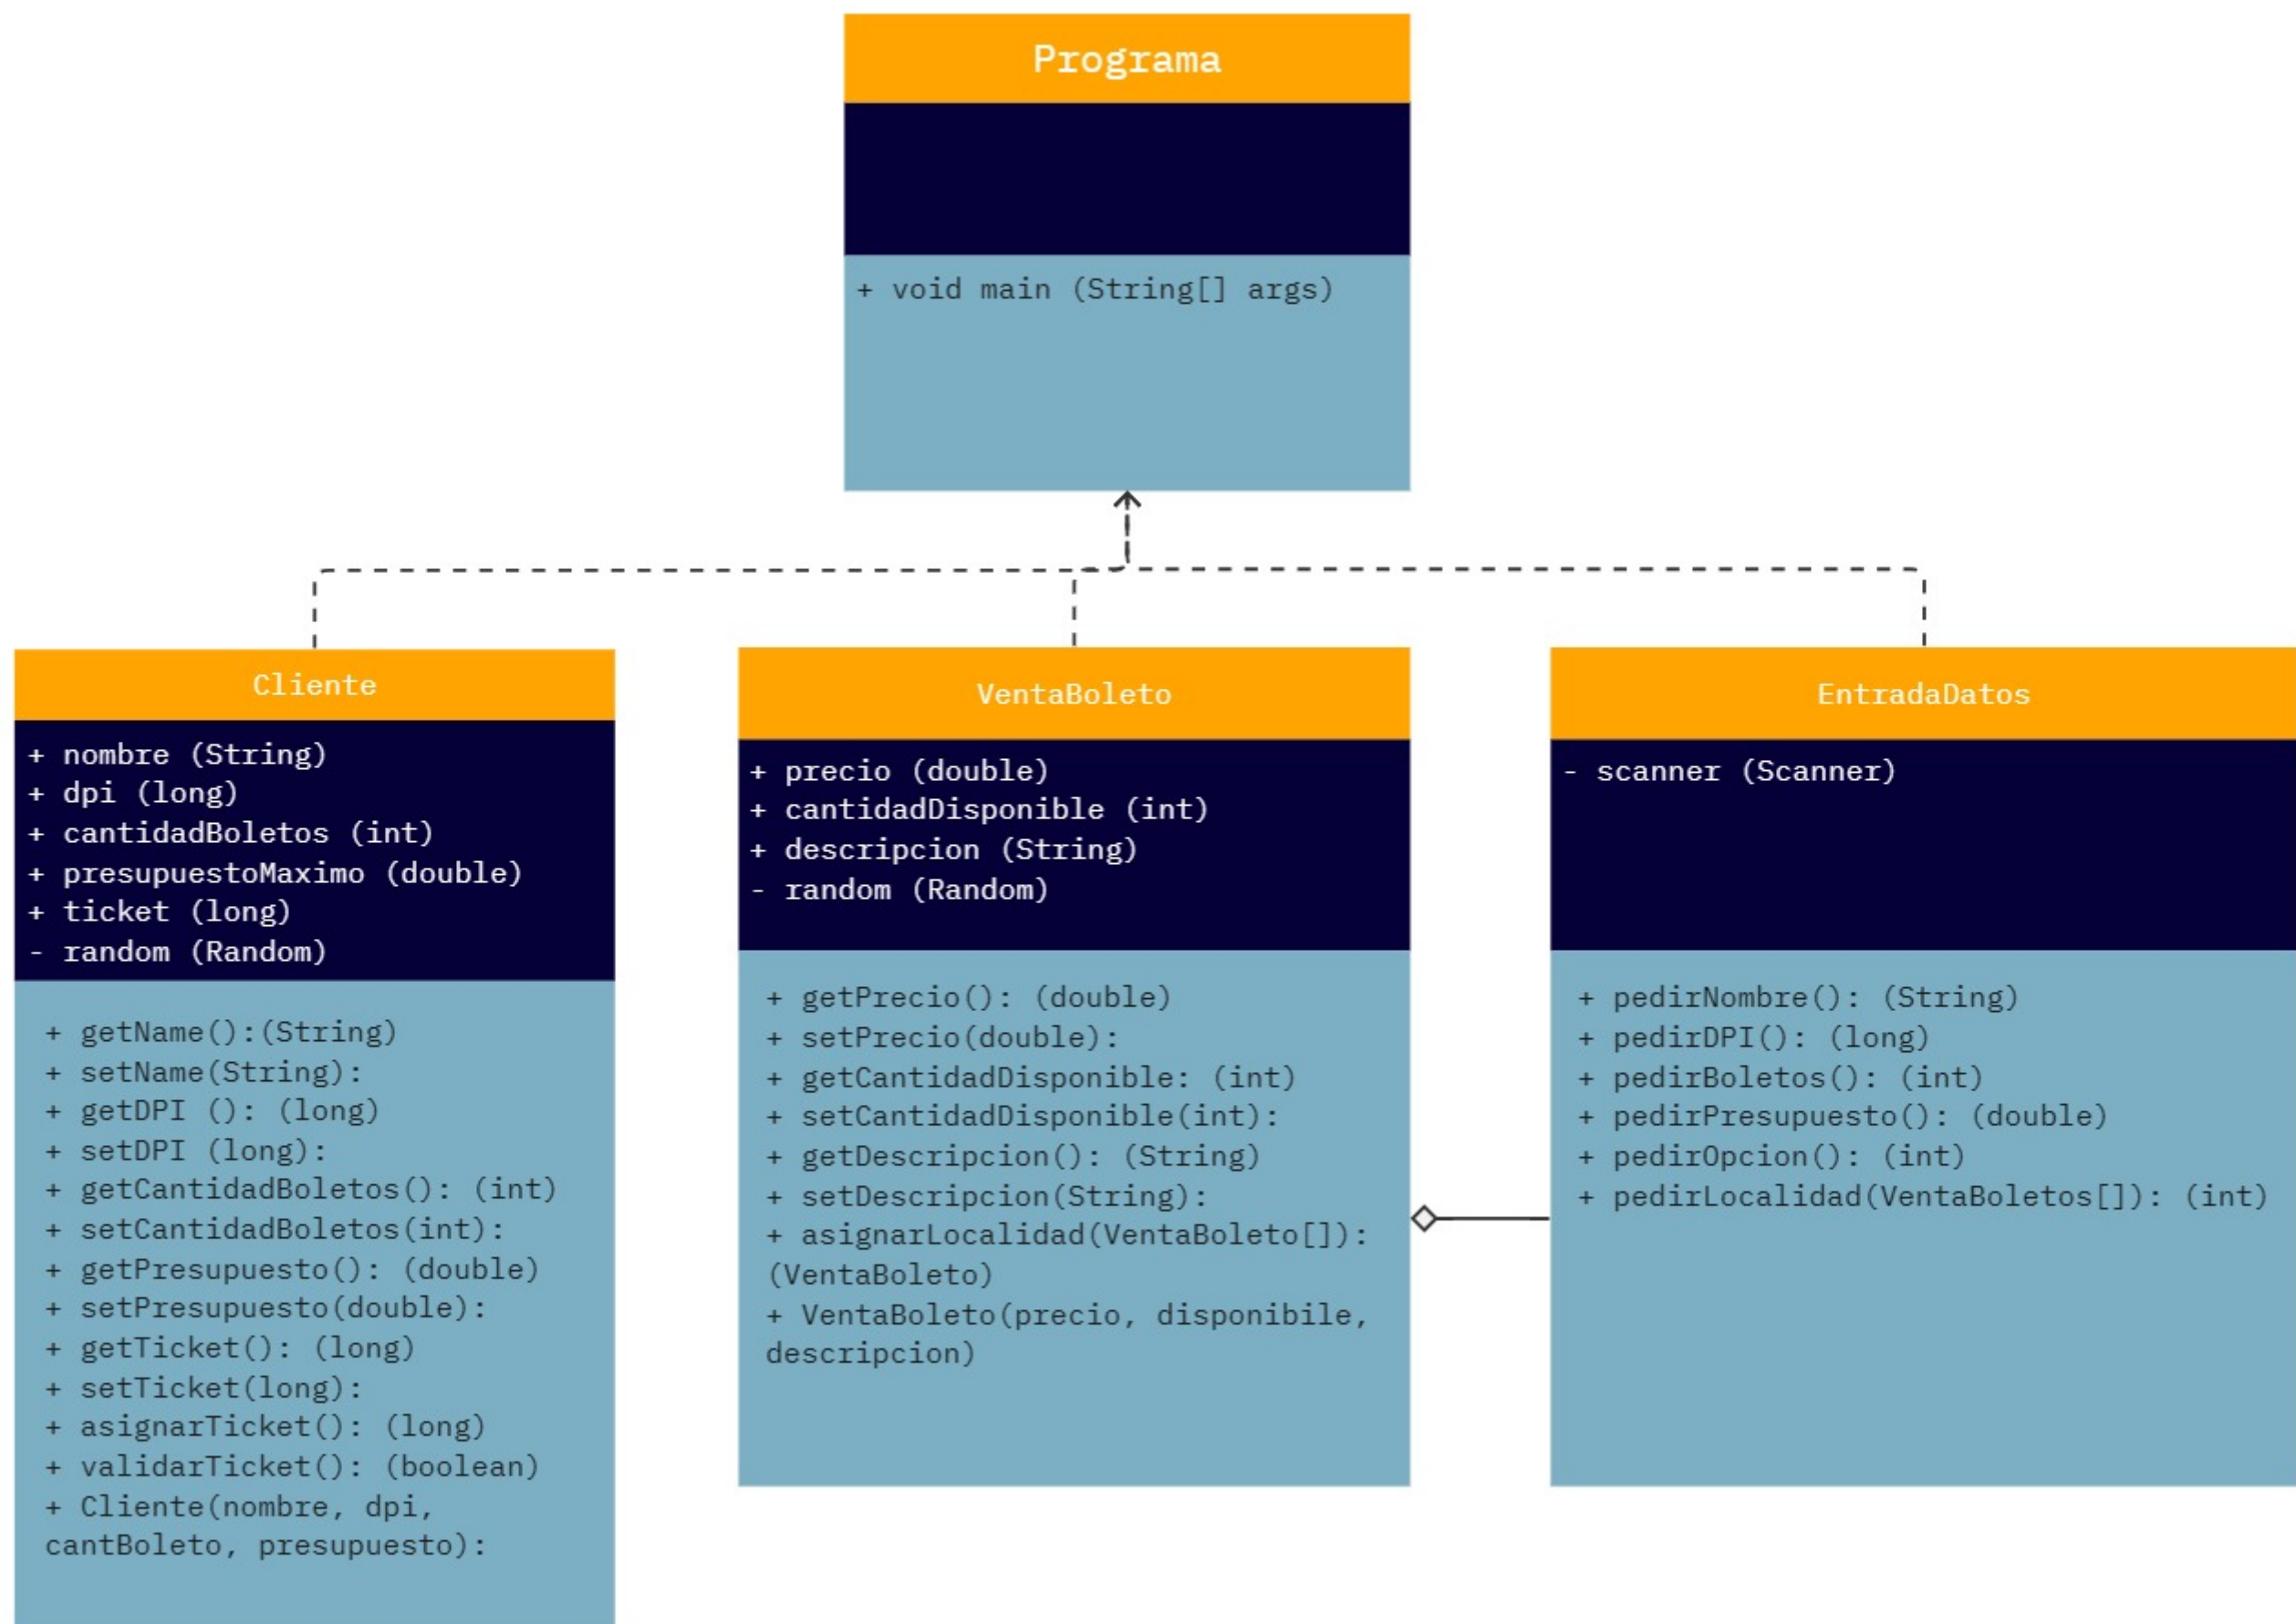 Programa
+ void main (String[] args)
Cliente
+ nombre (String)
+ dpi (long)
+ cantidadBoletos (int)
+ presupuestoMaximo (double)
+ ticket (long)
- random (Random)
+ getName():(String)
+ setName(String):
+ getDPI (): (long)
+ setDPI (long):
+ getCantidadBoletos(): (int)
+ setCantidadBoletos(int):
+ getPresupuesto(): (double)
+ setPresupuesto(double):
+ getTicket(): (long)
+ setTicket(long):
+ asignarTicket(): (long)
+ validarTicket(): (boolean)
+ Cliente(nombre, dpi,
cantBoleto, presupuesto):
VentaBoleto
+ precio (double)
+ cantidadDisponible (int)
+ descripcion (String)
- random (Random)
+ getPrecio(): (double)
+ setPrecio(double):
+ getCantidadDisponible: (int)
+ setCantidadDisponible(int):
+ getDescripcion(): (String)
+ setDescripcion(String):
+ asignarLocalidad(VentaBoleto[]):
(VentaBoleto)
+ VentaBoleto(precio, disponibile,
descripcion)
EntradaDatos
- scanner (Scanner)
+ pedirNombre(): (String)
+ pedirDPI(): (long)
+ pedirBoletos(): (int)
+ pedirPresupuesto(): (double)
+ pedirOpcion(): (int)
+ pedirLocalidad(VentaBoletos[]): (int)